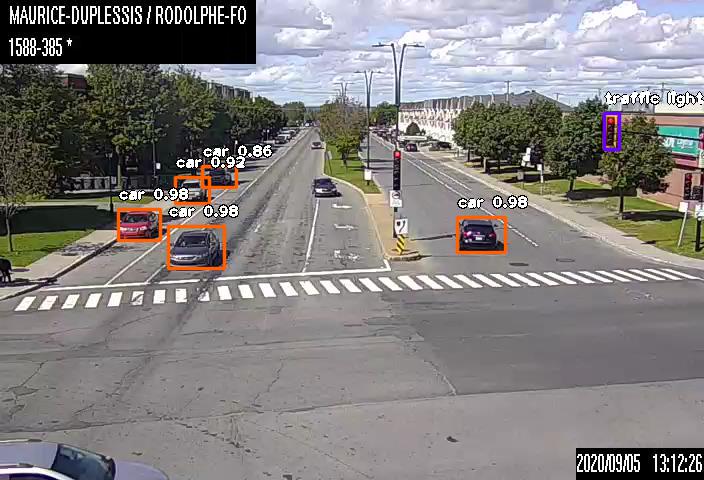 MAURICE-DUPLESSIS / RODOLPHE-FO
1588-385 *
traffic light
car 0.86
car 0.92
car 0.98
car 0.98
car 0.98
2020/09/05 13:12:26